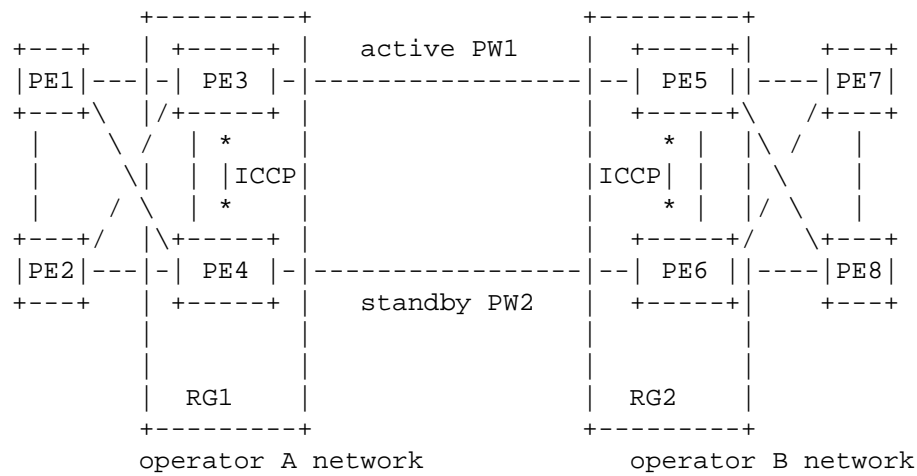 active PW1
PE1 PE3 PE5 PE7
ICCP ICCP
PE2 PE4 PE6 PE8
standby PW2
RG1 RG2
operator A network operator B network